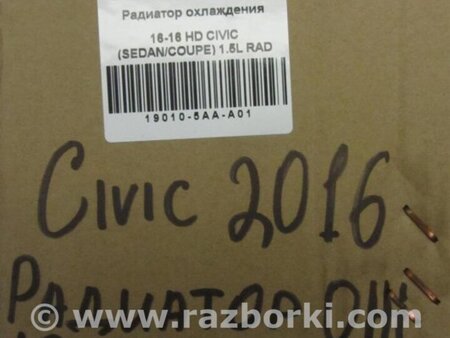 Радиатор охлаждения
16-16 HD CIVIC
(SEDAN/COUPE) 1.5L RAD
19010-5AA-A01
Civic 2016
Радиатор
www.razborki.com